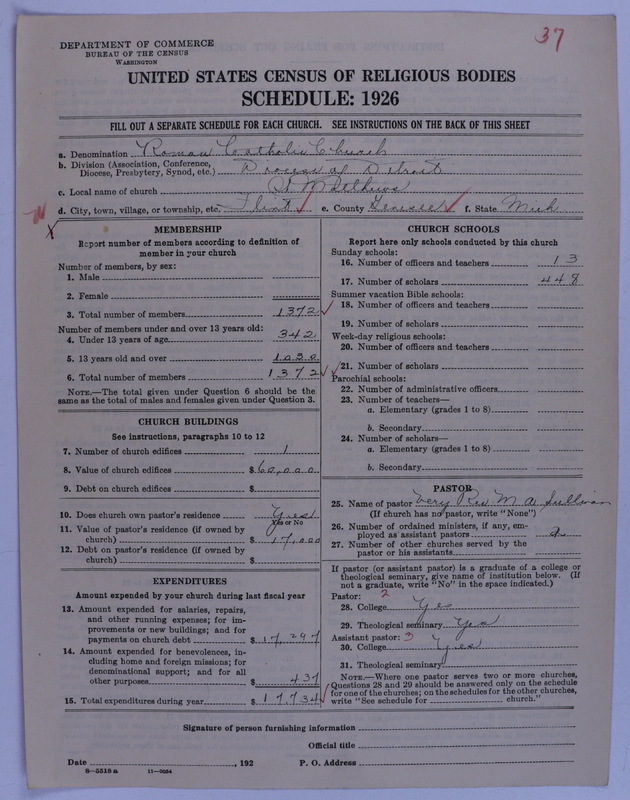 37
DEPARTMENT OF COMMERCE
BUREAU OF THE CENSUS
WASHINGTON
UNITED STATES CENSUS OF RELIGIOUS BODIES
SCHEDULE: 1926
FILL OUT A SEPARATE SCHEDULE FOR EACH CHURCH. SEE INSTRUCTIONS ON THE BACK OF THIS SHEET
a. Denomination Roman Catholic Church
b. Division (Association, Conference, Diocese, Presbytery, Synod, etc.) Diocese of Detroit
c. Local name of church St Matthews
d. City, town, village, or township, etc. Flint e. County Genesee f. State Mich
MEMBERSHIP
Report number of members according to definition of
member in your church
Number of members, by sex:
1. Male
2. Female
3. Total number of members 1372
Number of members under and over 13 years old:
4. Under 13 years of age 342
5. 13 years old and over 1030
6. Total number of members 1372
NOTE.—The total given under Question 6 should be the
same as the total of males and females given under Question 3.
CHURCH BUILDINGS
See instructions, paragraphs 10 to 12
7. Number of church edifices 1
8. Value of church edifices $ 60,000
9. Debt on church edifices $
10. Does church own pastor's residence Yes
Yes or No
11. Value of pastor's residence (if owned by
church) $ 17,000
12. Debt on pastor's residence (if owned by
church) $
EXPENDITURES
Amount expended by your church during last fiscal year
13. Amount expended for salaries, repairs,
and other running expenses; for im-
provements or new buildings; and for
payments on church debt $ 17,297
14. Amount expended for benevolences, in-
cluding home and foreign missions; for
denominational support; and for all
other purposes $ 437
15. Total expenditures during year $ 17734
CHURCH SCHOOLS
Report here only schools conducted by this church
Sunday schools:
16. Number of officers and teachers 13
17. Number of scholars 448
Summer vacation Bible schools:
18. Number of officers and teachers
19. Number of scholars
Week-day religious schools:
20. Number of officers and teachers
21. Number of scholars
Parochial schools:
22. Number of administrative officers
23. Number of teachers—
a. Elementary (grades 1 to 8)
b. Secondary
24. Number of scholars—
a. Elementary (grades 1 to 8)
b. Secondary
PASTOR
25. Name of pastor Very Rev M A Sullivan
(If church has no pastor, write "None")
26. Number of ordained ministers, if any, em-
ployed as assistant pastors 2
27. Number of other churches served by the
pastor or his assistants
If pastor (or assistant pastor) is a graduate of a college or
theological seminary, give name of institution below. (If
not a graduate, write "No" in the space indicated.)
Pastor: 2
28. College Yes
29. Theological seminary Yes
Assistant pastor: 3
30. College Yes
31. Theological seminary
NOTE.—Where one pastor serves two or more churches,
Questions 28 and 29 should be answered only on the schedule
for one of the churches; on the schedules for the other churches,
write "See schedule for church."
Signature of person furnishing information
Official title
Date , 192 P. O. Address
8-5518 a 11-9034